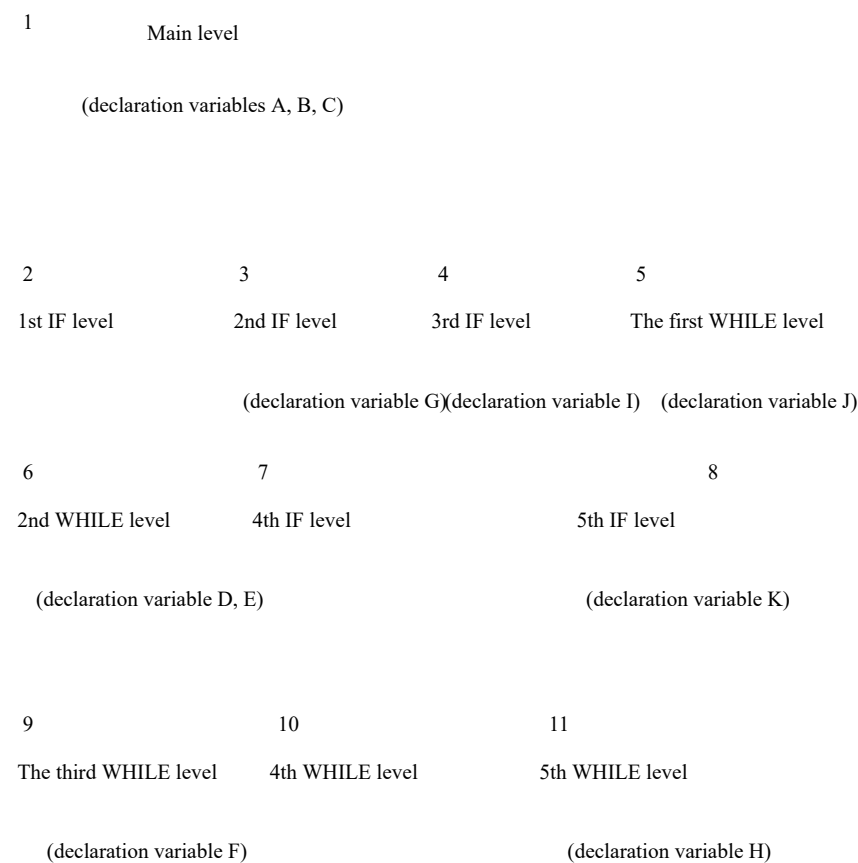 1
Main level
(declaration variables A, B, C)
2 3 4 5
1st IF level 2nd IF level 3rd IF level The first WHILE level
(declaration variable G)(declaration variable I) (declaration variable J)
6 7 8
2nd WHILE level 4th IF level 5th IF level
(declaration variable D, E) (declaration variable K)
9 10 11
The third WHILE level 4th WHILE level 5th WHILE level
(declaration variable F) (declaration variable H)